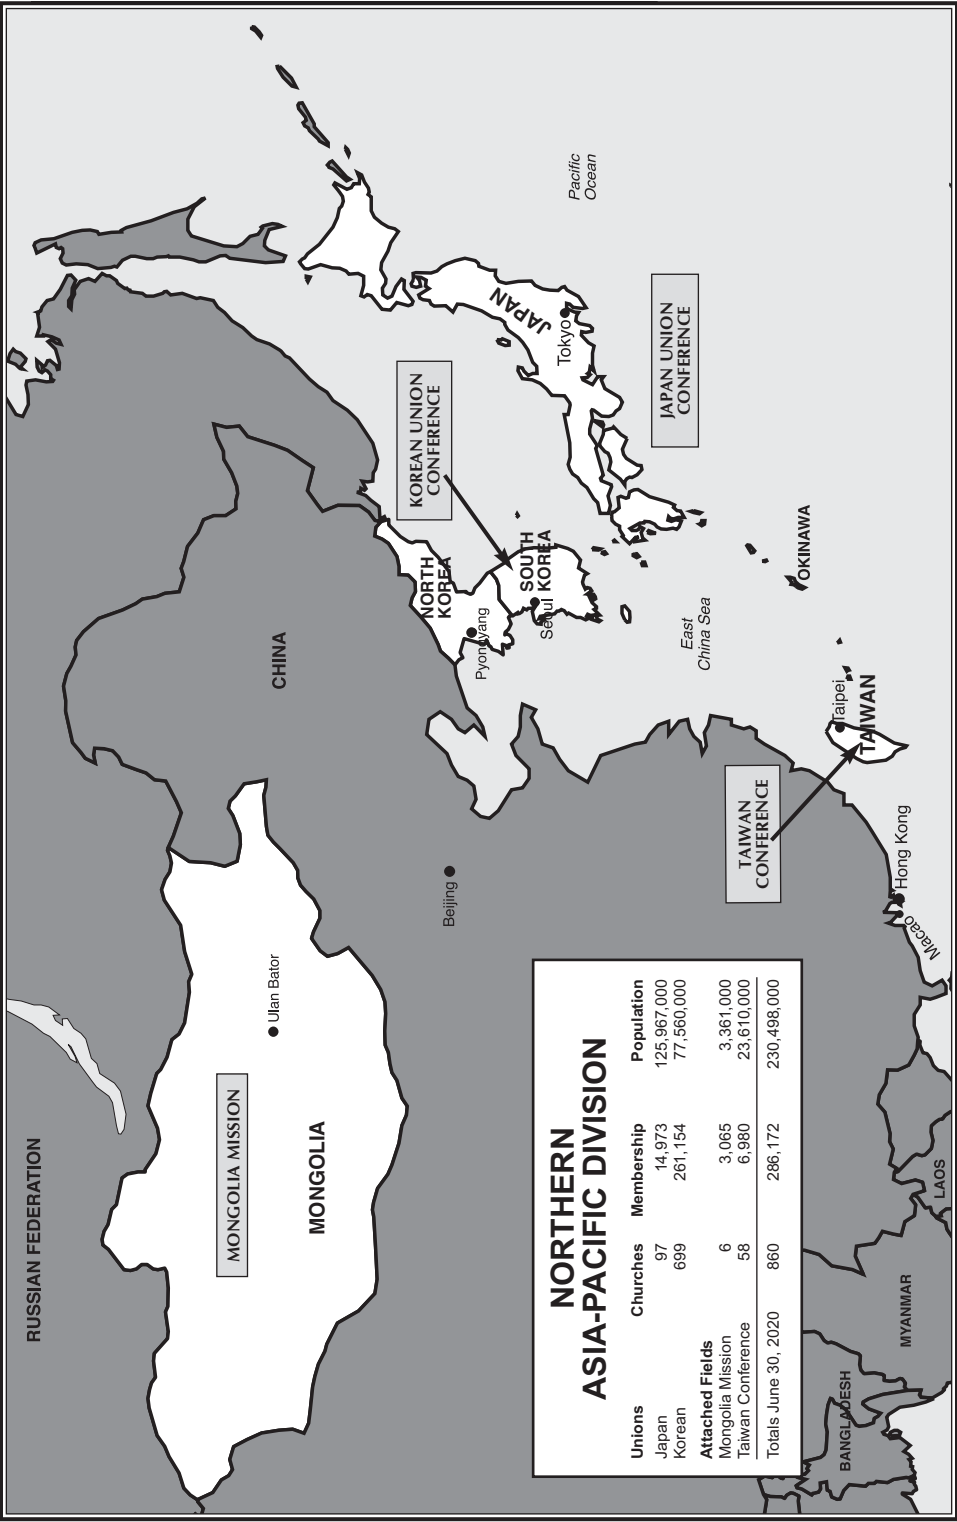 RUSSIAN FEDERATION
MONGOLIA MISSION
MONGOLIA
Ulan Bator
CHINA
Beijing
KOREAN UNION
CONFERENCE
NORTH
KOREA
Pyongyang
SOUTH
KOREA
Seoul
JAPAN
Tokyo
Pacific
Ocean
JAPAN UNION
CONFERENCE
East
China Sea
OKINAWA
Taipei
TAIWAN
TAIWAN
CONFERENCE
Hong Kong
Macao
LAOS
MYANMAR
BANGLADESH
NORTHERN
ASIA-PACIFIC DIVISION
Unions Churches Membership Population
Japan 97 14,973 125,967,000
Korean 699 261,154 77,560,000
Attached Fields
Mongolia Mission 6 3,065 3,361,000
Taiwan Conference 58 6,980 23,610,000
Totals June 30, 2020 860 286,172 230,498,000